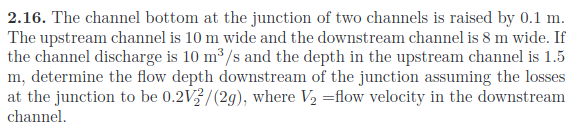 2.16. The channel bottom at the junction of two channels is raised by 0.1 m.
The upstream channel is 10 m wide and the downstream channel is 8 m wide. If
the channel discharge is 10 m³/s and the depth in the upstream channel is 1.5
m, determine the flow depth downstream of the junction assuming the losses
at the junction to be 0.2V₂²/(2g), where V₂ =flow velocity in the downstream
channel.